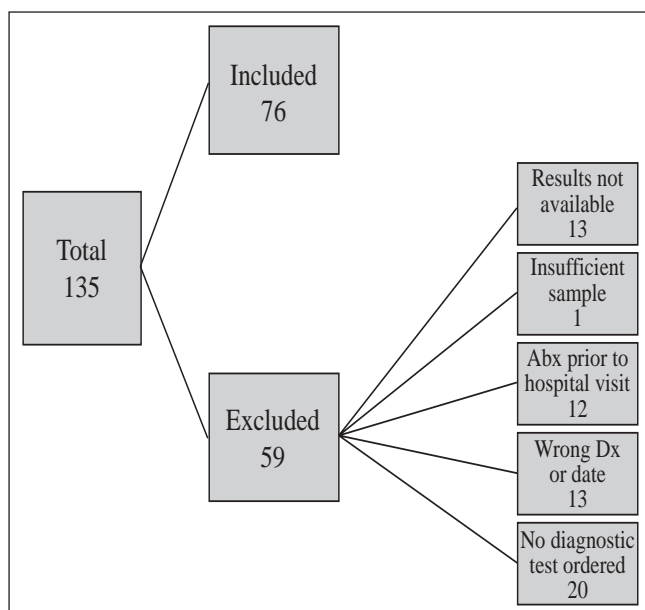 Included
76
Total
135
Excluded
59
Results not
available
13
Insufficient
sample
1
Abx prior to
hospital visit
12
Wrong Dx
or date
13
No diagnostic
test ordered
20